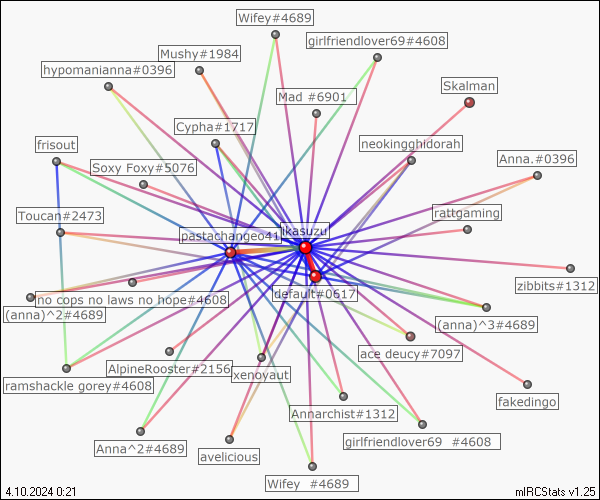 Wifey#4689
girlfriendlover69#4608
Mushy#1984
hypomanianna#0396
Skalman
Mad #6901
Cypha#1717
neokingghidorah
frisout
Anna.#0396
Soxy Foxy#5076
Toucan#2473
rattgaming
ikasuzu
pastachangeo41
zibbits#1312
default#0617
no cops no laws no hope#4608
(anna)^2#4689
(anna)^3#4689
ace deucy#7097
AlpineRooster#2156
xenoyaut
ramshackle gorey#4608
fakedingo
Annarchist#1312
girlfriendlover69 #4608
Anna^2#4689
avelicious
Wifey #4689
4.10.2024 0:21
mIRCStats v1.25